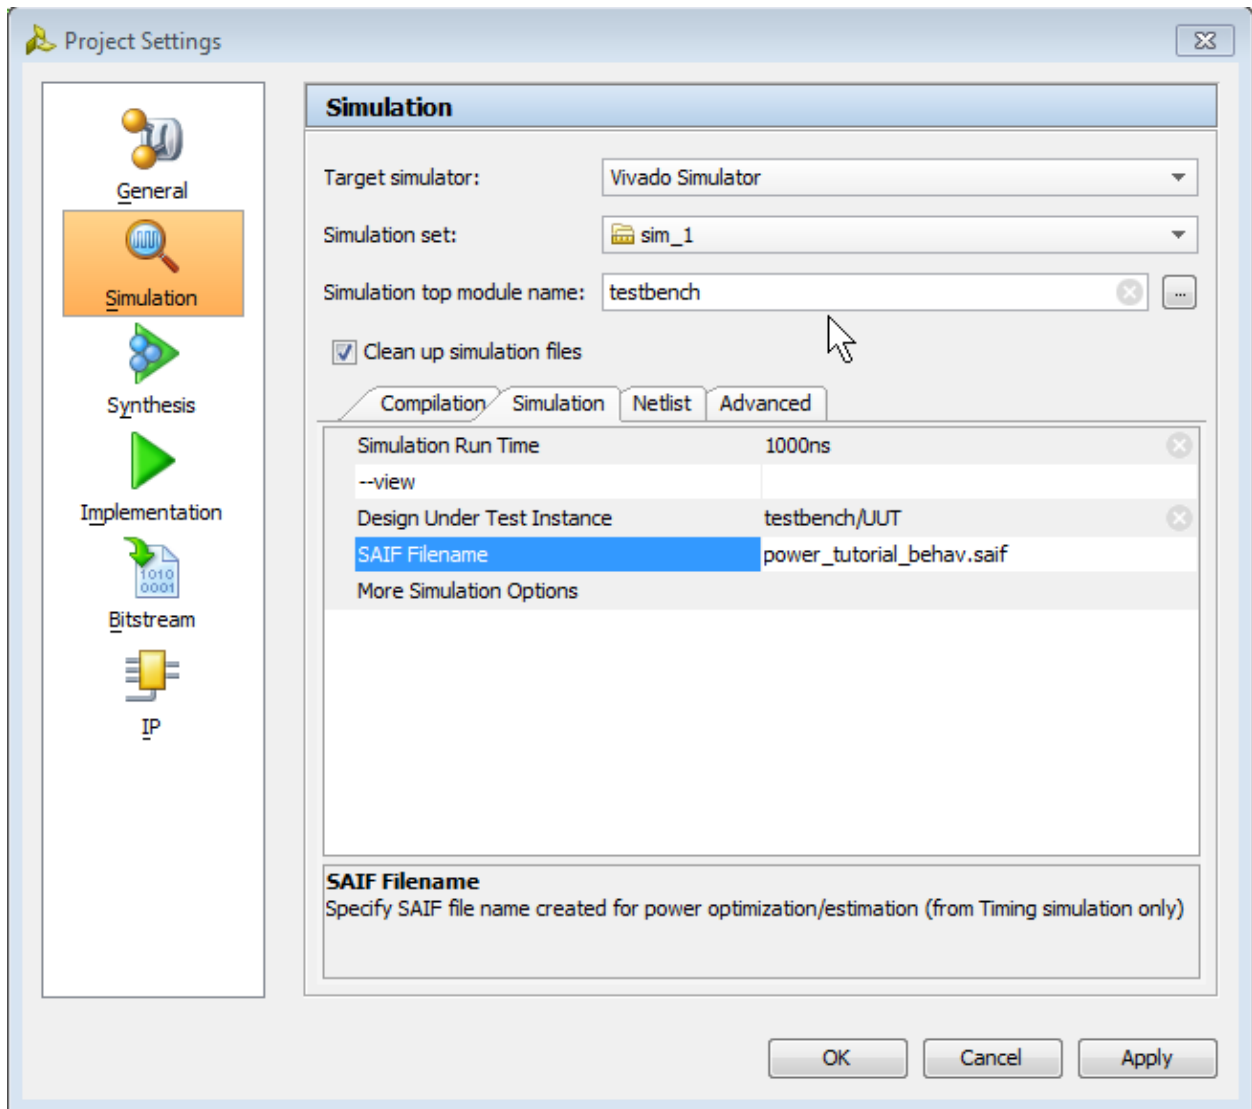 Project Settings
General
Simulation
Synthesis
Implementation
1010
0001
Bitstream
IP
Simulation
Target simulator: Vivado Simulator
Simulation set: sim_1
Simulation top module name: testbench ...
Clean up simulation files
Compilation Simulation Netlist Advanced
Simulation Run Time 1000ns
--view
Design Under Test Instance testbench/UUT
SAIF Filename power_tutorial_behav.saif
More Simulation Options
SAIF Filename
Specify SAIF file name created for power optimization/estimation (from Timing simulation only)
OK Cancel Apply